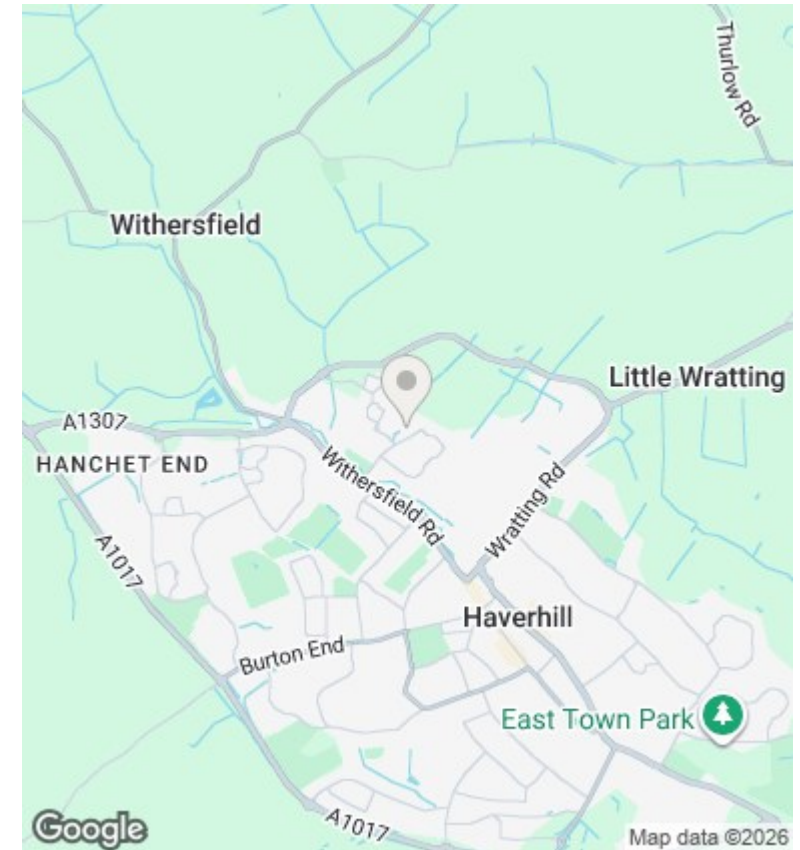 Thurlow Rd
Withersfield
Little Wratting
A1307
HANCHET END
Withersfield Rd
Wratting Rd
A1017
Haverhill
Burton End
East Town Park
A1017
Google
Map data ©2026